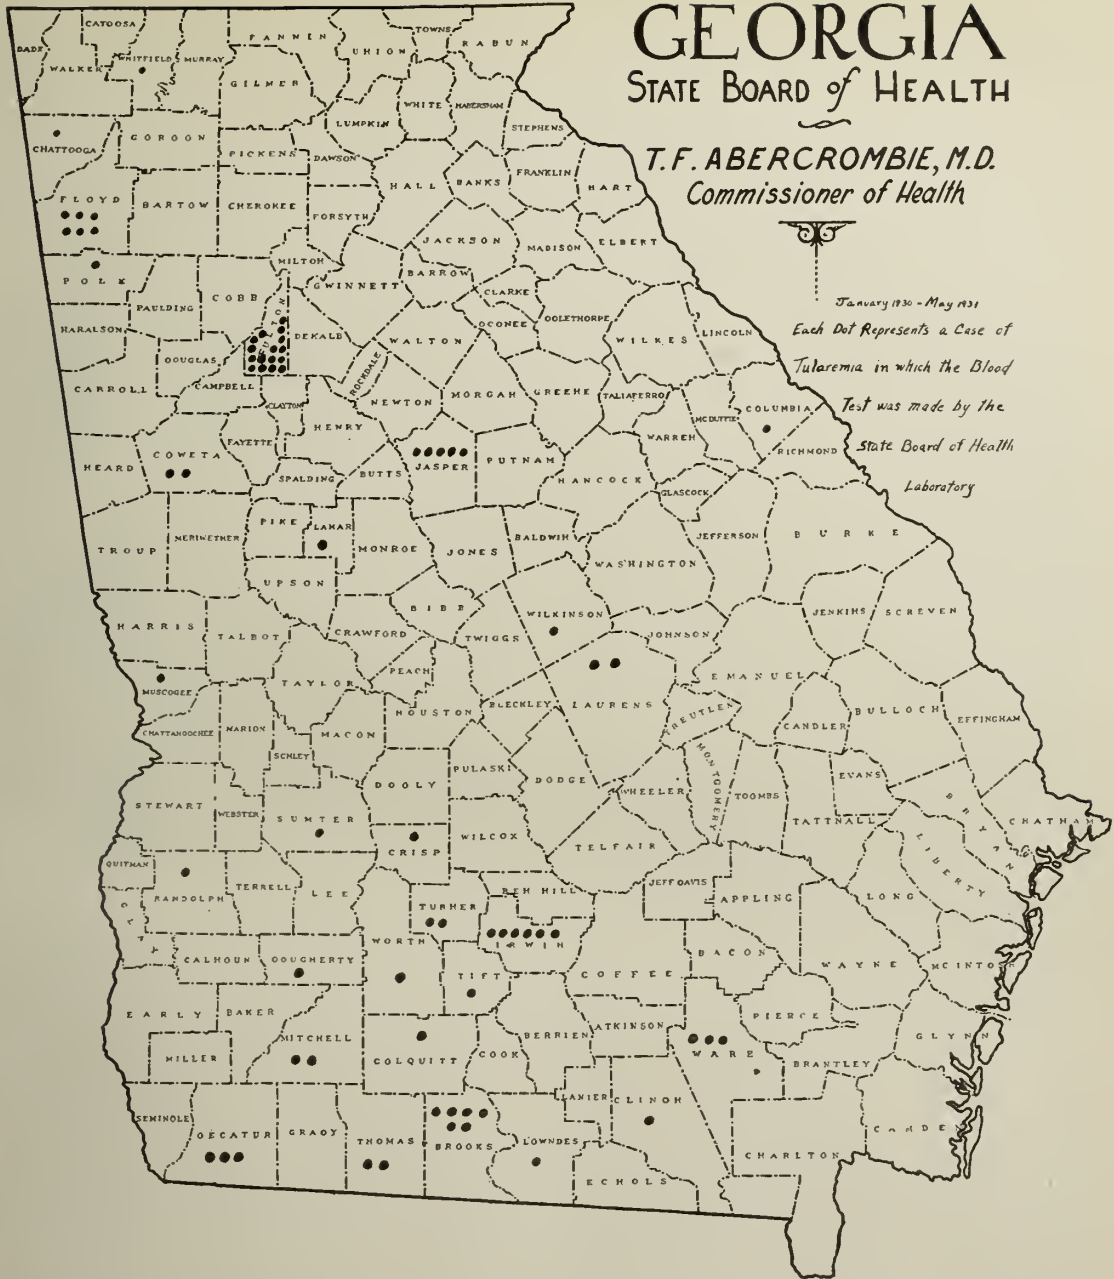 GEORGIA
STATE BOARD of HEALTH
T.F. ABERCROMBIE, M.D.
Commissioner of Health
January 1930 - May 1931
Each Dot Represents a Case of
Tularemia in which the Blood
Test was made by the
State Board of Health
Laboratory
DADE
CATOOSA
WALKER
WHITFIELD
MURRAY
FANNIN
GILMER
UNION
TOWNS
RABUN
WHITE
HABERSHAM
LUMPKIN
STEPHENS
CHATTOOGA
GORDON
PICKENS
DAWSON
HALL
BANKS
FRANKLIN
HART
FLOYD
BARTOW
CHEROKEE
FORSYTH
JACKSON
MADISON
ELBERT
POLK
PAULDING
COBB
MILTON
GWINNETT
BARROW
CLARKE
OCONEE
OGLETHORPE
WILKES
LINCOLN
HARALSON
DOUGLAS
FULTON
DEKALB
WALTON
CARROLL
CAMPBELL
CLAYTON
ROCKDALE
NEWTON
MORGAN
GREENE
TALIAFERRO
MCDUFFIE
COLUMBIA
RICHMOND
HEARD
COWETA
FAYETTE
HENRY
SPALDING
BUTTS
JASPER
PUTNAM
HANCOCK
WARREN
GLASCOCK
TROUP
MERIWETHER
PIKE
LAMAR
MONROE
JONES
BALDWIN
WASHINGTON
JEFFERSON
BURKE
UPSON
HARRIS
TALBOT
CRAWFORD
BIBB
TWIGGS
WILKINSON
JOHNSON
JENKINS
SCREVEN
MUSCOGEE
TAYLOR
PEACH
HOUSTON
BLECKLEY
LAURENS
TREUTLEN
EMANUEL
CANDLER
BULLOCH
EFFINGHAM
CHATTAHOOCHEE
MARION
SCHLEY
MACON
DOOLY
PULASKI
DODGE
WHEELER
MONTGOMERY
TOOMBS
EVANS
TATTNALL
BRYAN
CHATHAM
STEWART
WEBSTER
SUMTER
CRISP
WILCOX
TELFAIR
LIBERTY
QUITMAN
RANDOLPH
TERRELL
LEE
TURNER
BEN HILL
JEFF DAVIS
APPLING
LONG
CLAY
CALHOUN
DOUGHERTY
WORTH
TIFT
IRWIN
COFFEE
BACON
WAYNE
MCINTOSH
EARLY
BAKER
MITCHELL
COLQUITT
COOK
BERRIEN
ATKINSON
WARE
PIERCE
BRANTLEY
GLYNN
MILLER
SEMINOLE
DECATUR
GRADY
THOMAS
BROOKS
LOWNDES
LANIER
CLINCH
ECHOLS
CHARLTON
CAMDEN